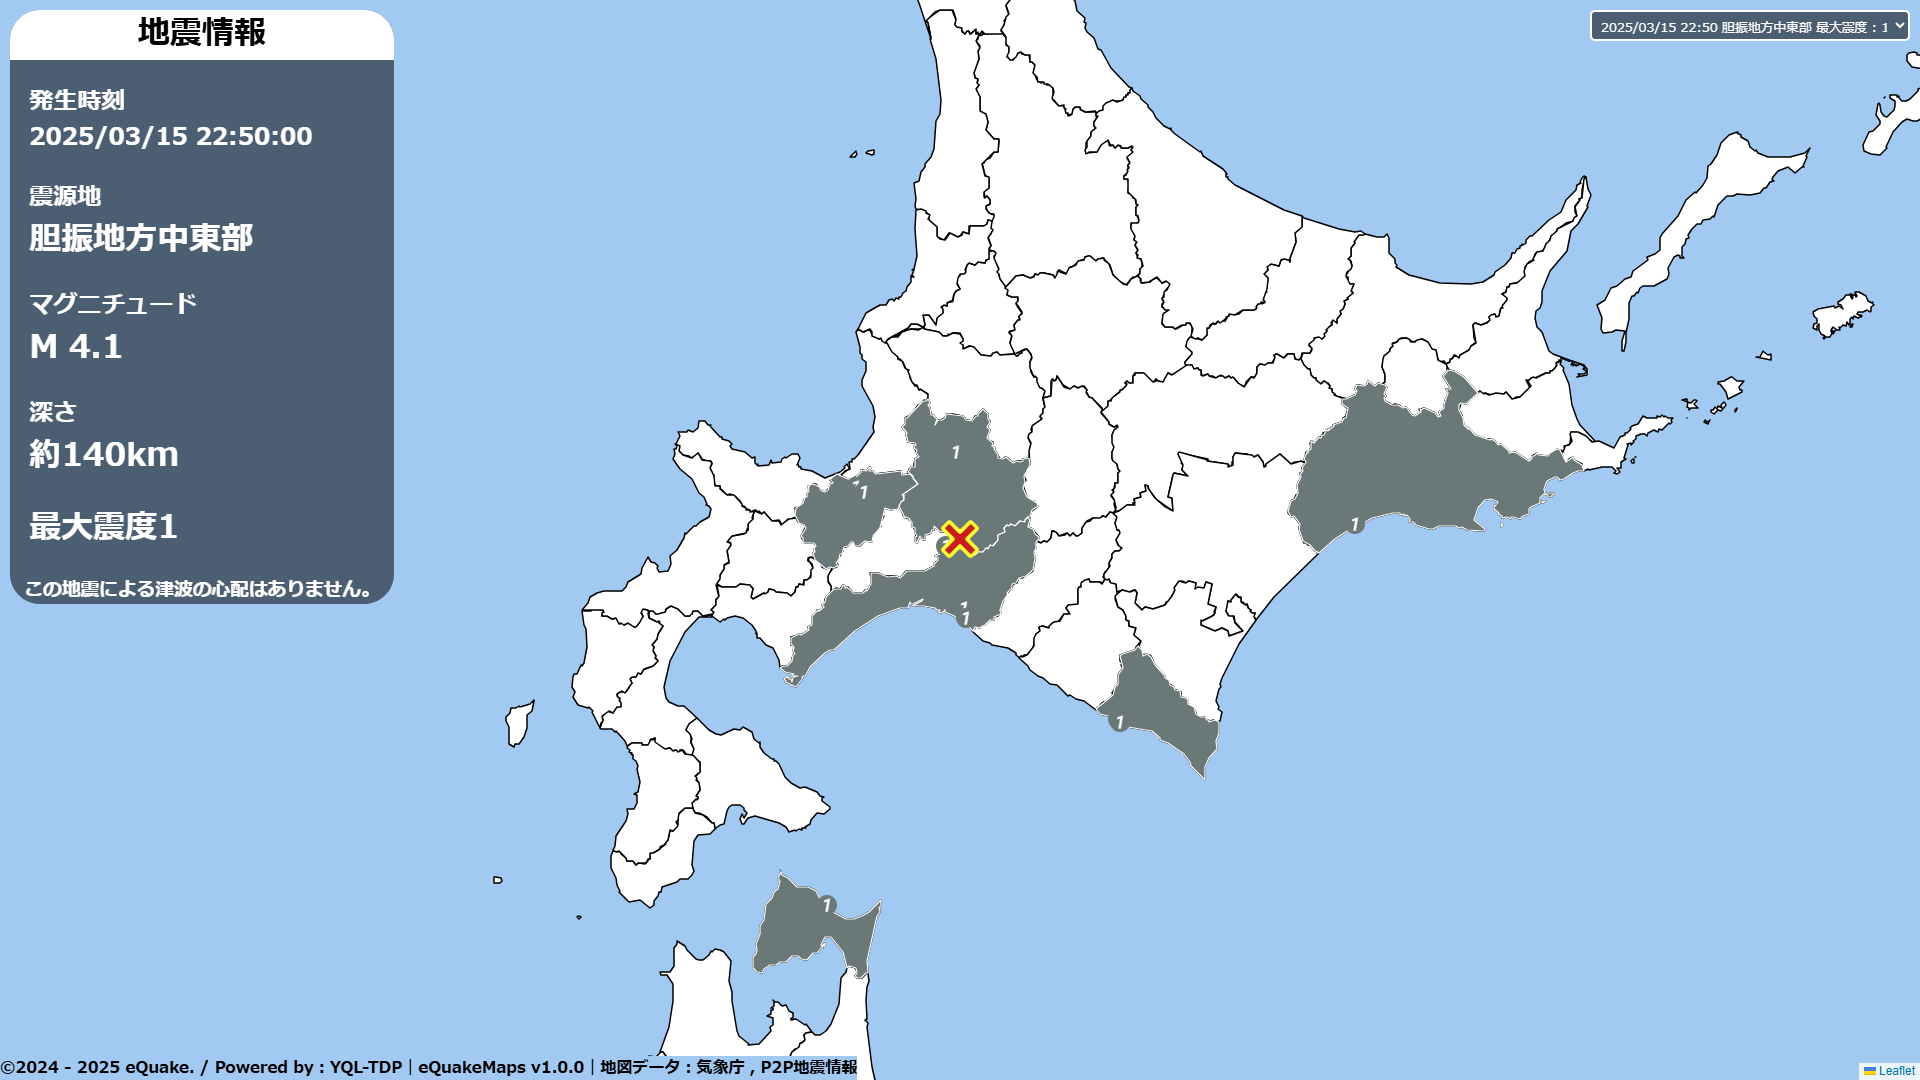 地震情報
2025/03/15 22:50 胆振地方中東部 最大震度：1
発生時刻
2025/03/15 22:50:00
震源地
胆振地方中東部
マグニチュード
M 4.1
深さ
約140km
最大震度1
この地震による津波の心配はありません。
1
1
1
1
1
1
1
1
©2024 - 2025 eQuake. / Powered by : YQL-TDP | eQuakeMaps v1.0.0 | 地図データ : 気象庁 , P2P地震情報
Leaflet